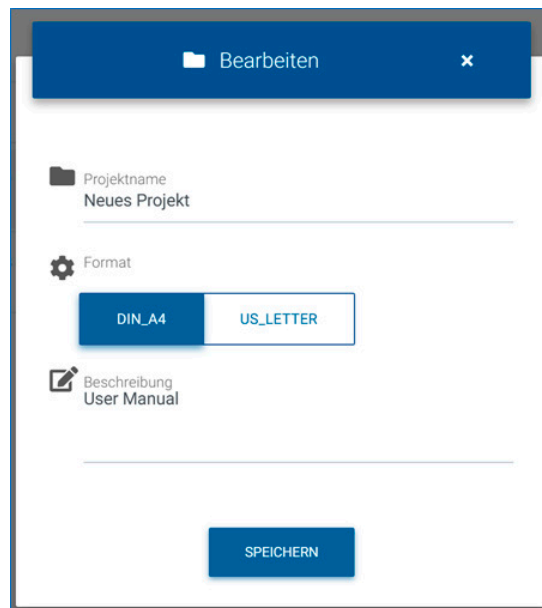 Bearbeiten ×
Projektname
Neues Projekt
Format
DIN_A4 US_LETTER
Beschreibung
User Manual
SPEICHERN